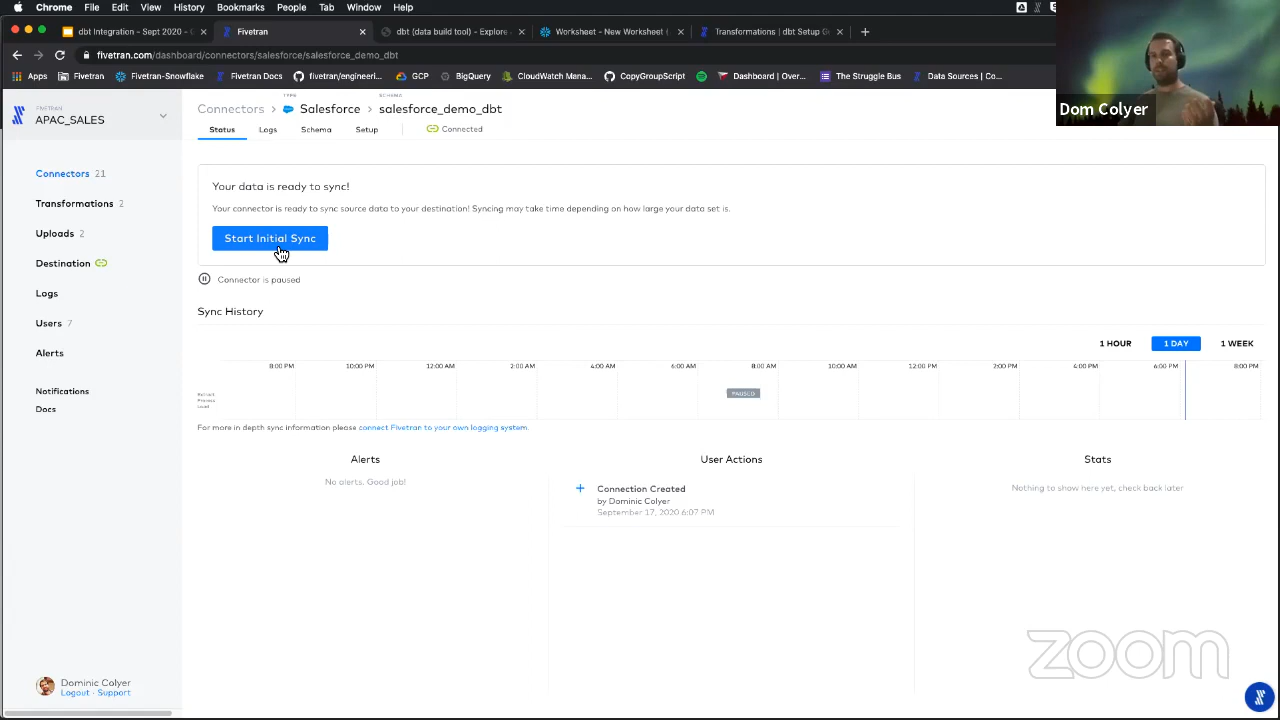 Chrome File Edit View History Bookmarks People Tab Window Help
dbt Integration - Sept 2020 -
Fivetran
dbt (data build tool) - Explore
Worksheet - New Worksheet
Transformations | dbt Setup G
fivetran.com/dashboard/connectors/salesforce/salesforce_demo_dbt
Apps
Fivetran-Snowflake
Fivetran Docs
fivetran/engineeri...
GCP
BigQuery
CloudWatch Mana...
CopyGroupScript
Dashboard | Over...
The Struggle Bus
Data Sources | Co...
Dom Colyer
FIVETRAN
APAC_SALES
TYPE
SCHEMA
Connectors > Salesforce > salesforce_demo_dbt
Status Logs Schema Setup Connected
Connectors 21
Transformations 2
Uploads 2
Destination
Logs
Users 7
Alerts
Notifications
Docs
Your data is ready to sync!
Your connector is ready to sync source data to your destination! Syncing may take time depending on how large your data set is.
Start Initial Sync
Connector is paused
Sync History
1 HOUR 1 DAY 1 WEEK
8:00 PM 10:00 PM 12:00 AM 2:00 AM 4:00 AM 6:00 AM 8:00 AM 10:00 AM 12:00 PM 2:00 PM 4:00 PM 6:00 PM 8:00 PM
Extract
Process
Load
PAUSED
For more in depth sync information please connect Fivetran to your own logging system.
Alerts
No alerts. Good job!
User Actions
Connection Created
by Dominic Colyer
September 17, 2020 6:07 PM
Stats
Nothing to show here yet, check back later
Dominic Colyer
Logout · Support
zoom